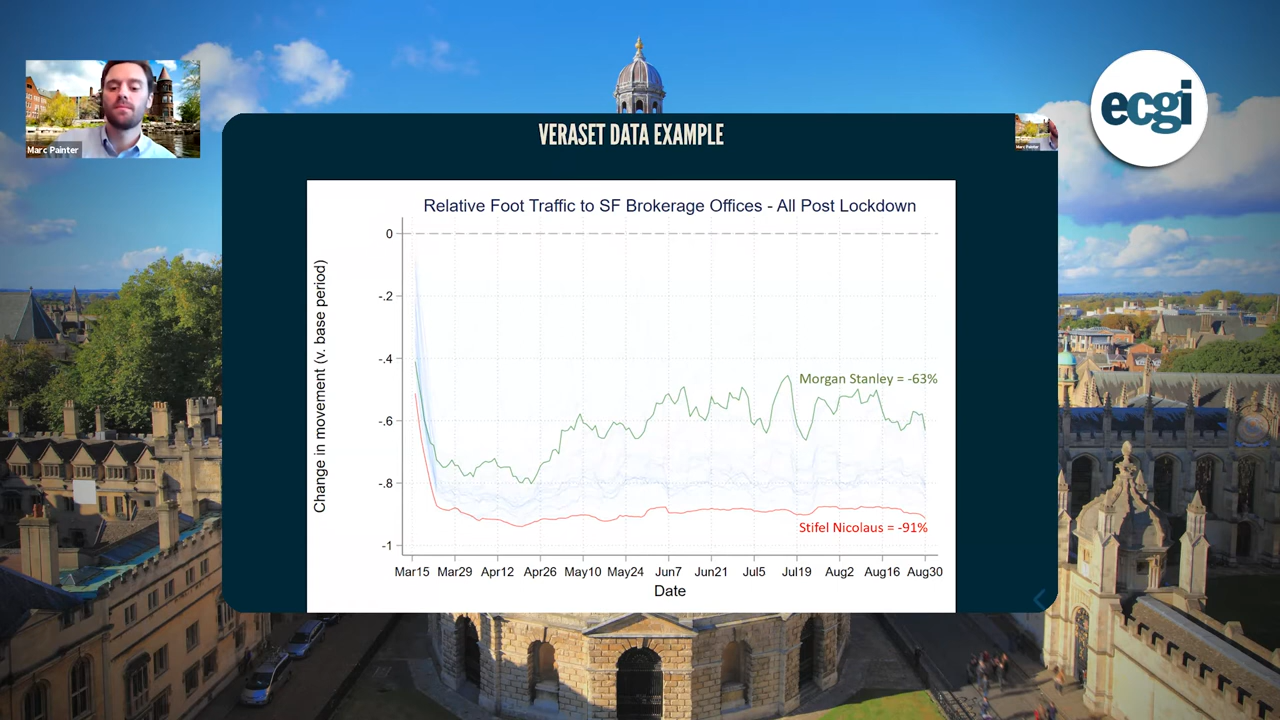 VERASET DATA EXAMPLE
Marc Painter
Marc Painter
ecgi
Relative Foot Traffic to SF Brokerage Offices - All Post Lockdown
Change in movement (v. base period)
0
-.2
-.4
-.6
-.8
-1
Morgan Stanley = -63%
Stifel Nicolaus = -91%
Mar15 Mar29 Apr12 Apr26 May10 May24 Jun7 Jun21 Jul5 Jul19 Aug2 Aug16 Aug30
Date